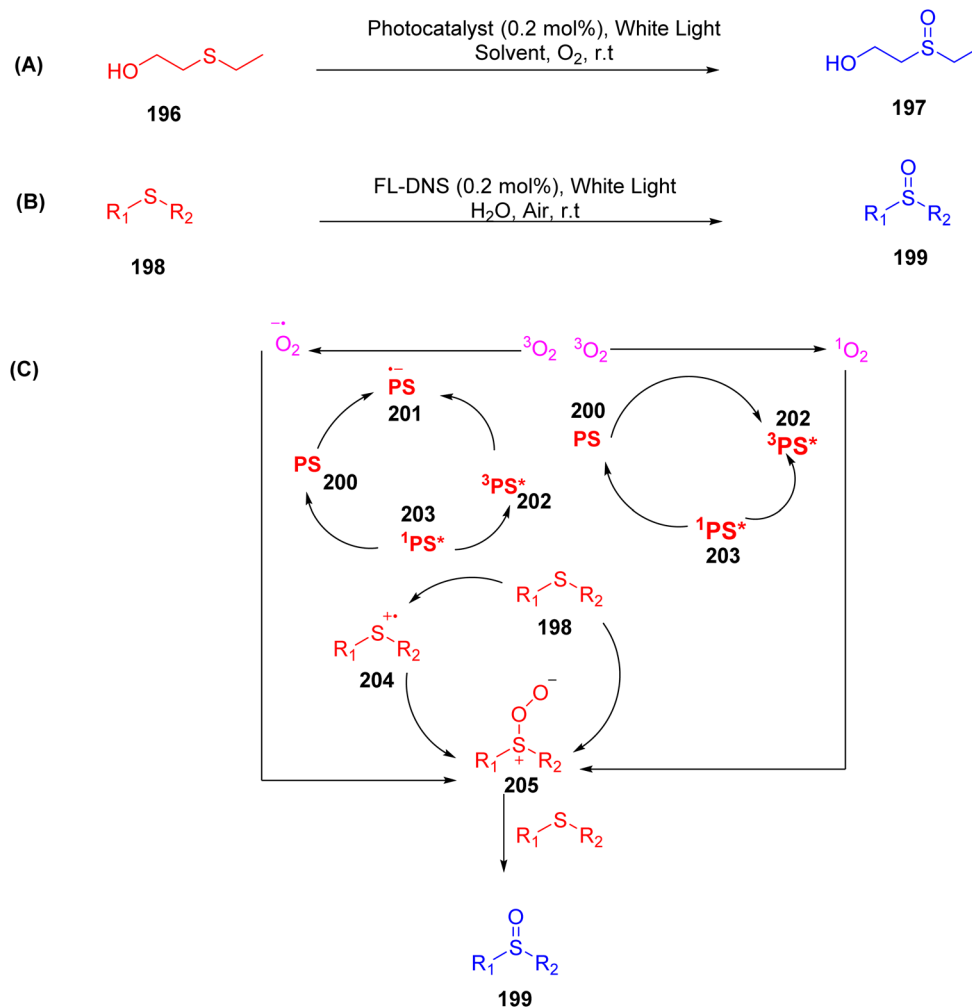 (A)
HO
S
196
Photocatalyst (0.2 mol%), White Light
Solvent, O₂, r.t
O
S
HO
197
(B)
R₁
S
R₂
198
FL-DNS (0.2 mol%), White Light
H₂O, Air, r.t
O
S
R₁
R₂
199
(C)
−•
O₂
³O₂
³O₂
¹O₂
•−
PS
201
PS
200
³PS*
202
203
¹PS*
200
PS
202
³PS*
¹PS*
203
S
R₁
R₂
198
+•
S
R₁
R₂
204
O
−
O
S
+
R₁
R₂
205
S
R₁
R₂
O
S
R₁
R₂
199